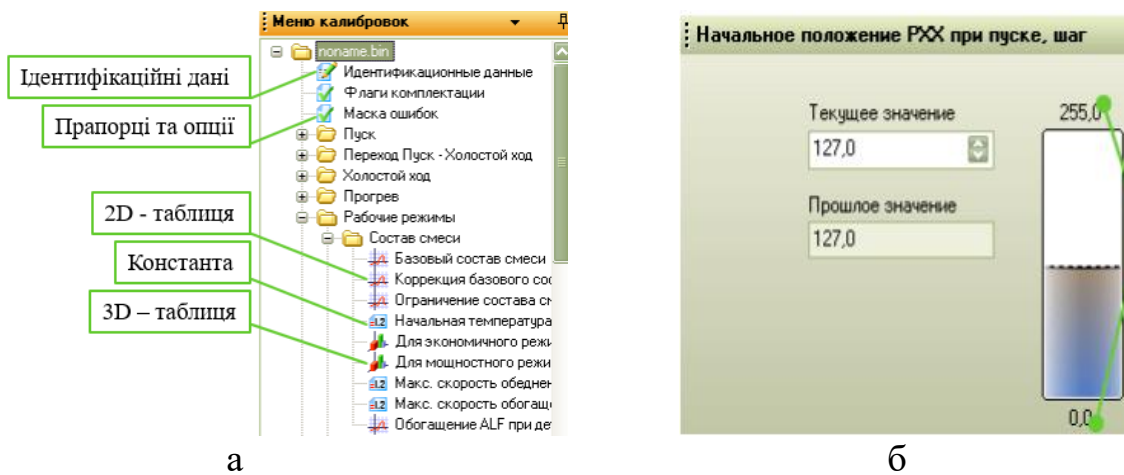 Меню калибровок
noname.bin
Идентификационные данные
Флаги комплектации
Маска ошибок
Пуск
Переход Пуск - Холостой ход
Холостой ход
Прогрев
Рабочие режимы
Состав смеси
Базовый состав смеси
Коррекция базового сос
Ограничение состава см
Начальная температура
Для экономичного режи
Для мощностного режи
Макс. скорость обеднен
Макс. скорость обогаще
Обогащение ALF при де
Ідентифікаційні дані
Прапорці та опції
2D - таблиця
Константа
3D – таблиця
а
Начальное положение РХХ при пуске, шаг
Текущее значение
127,0
Прошлое значение
127,0
255,0
0,0
б